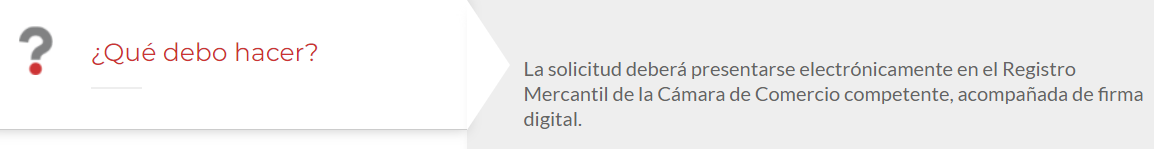 ¿Qué debo hacer?
La solicitud deberá presentarse electrónicamente en el Registro
Mercantil de la Cámara de Comercio competente, acompañada de firma
digital.